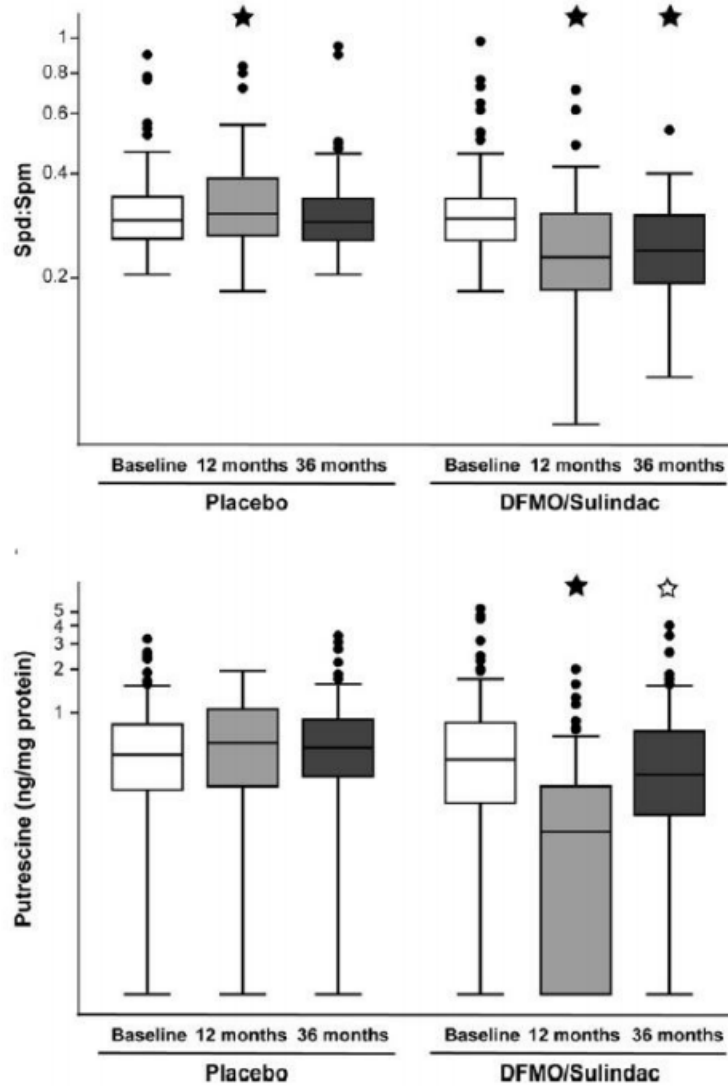 1
0.8
0.6
0.4
0.2
Spd:Spm
Baseline 12 months 36 months Baseline 12 months 36 months
Placebo DFMO/Sulindac
5
4
3
2
1
Putrescine (ng/mg protein)
Baseline 12 months 36 months Baseline 12 months 36 months
Placebo DFMO/Sulindac